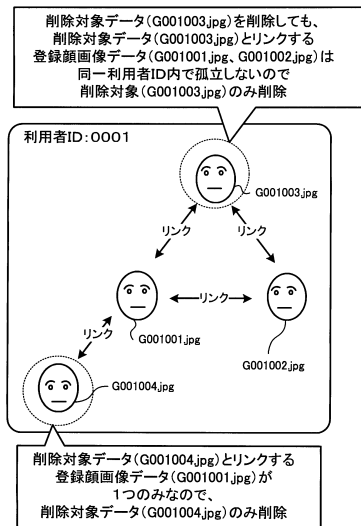 削除対象データ(G001003.jpg)を削除しても、
削除対象データ(G001003.jpg)とリンクする
登録顔画像データ(G001001.jpg、G001002.jpg)は
同一利用者ID内で孤立しないので
削除対象(G001003.jpg)のみ削除
利用者ID:0001
G001003.jpg
リンク
リンク
リンク
G001001.jpg
G001002.jpg
リンク
G001004.jpg
削除対象データ(G001004.jpg)とリンクする
登録顔画像データ(G001001.jpg)が
1つのみなので、
削除対象データ(G001004.jpg)のみ削除